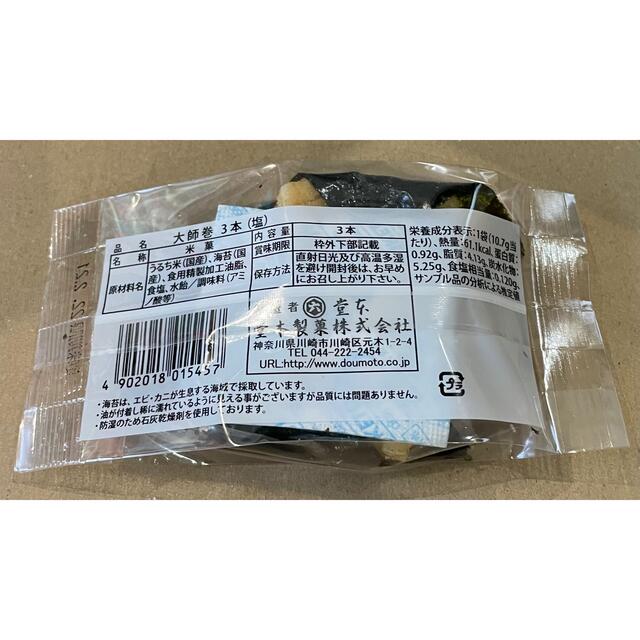 品名 大師巻 3本(塩)
名称 米菓
原材料名 うるち米(国産)、海苔(国
産)、食用精製加工油脂、
食塩、水飴/調味料(アミ
ノ酸等)
内容量 3本
賞味期限 枠外下部記載
保存方法 直射日光及び高温多湿
を避け開封後は、お早め
にお召し上がり下さい。
栄養成分表示:1袋(10.7g当
たり)、熱量:61.1kcal、蛋白質:
0.92g、脂質:4.13g、炭水化物:
5.25g、食塩相当量:0.120g、
サンプル品の分析による推定値
堂本
堂本製菓株式会社
神奈川県川崎市川崎区元木1-2-4
TEL 044-222-2454
URL:http://www.doumoto.co.jp
4 902018 015457
プラ
・海苔は、エビ・カニが生息する海域で採取しています。
・油が付着し稀に濡れているように見える事がございますが品質には問題ありません。
・防湿のため石灰乾燥剤を使用しております。